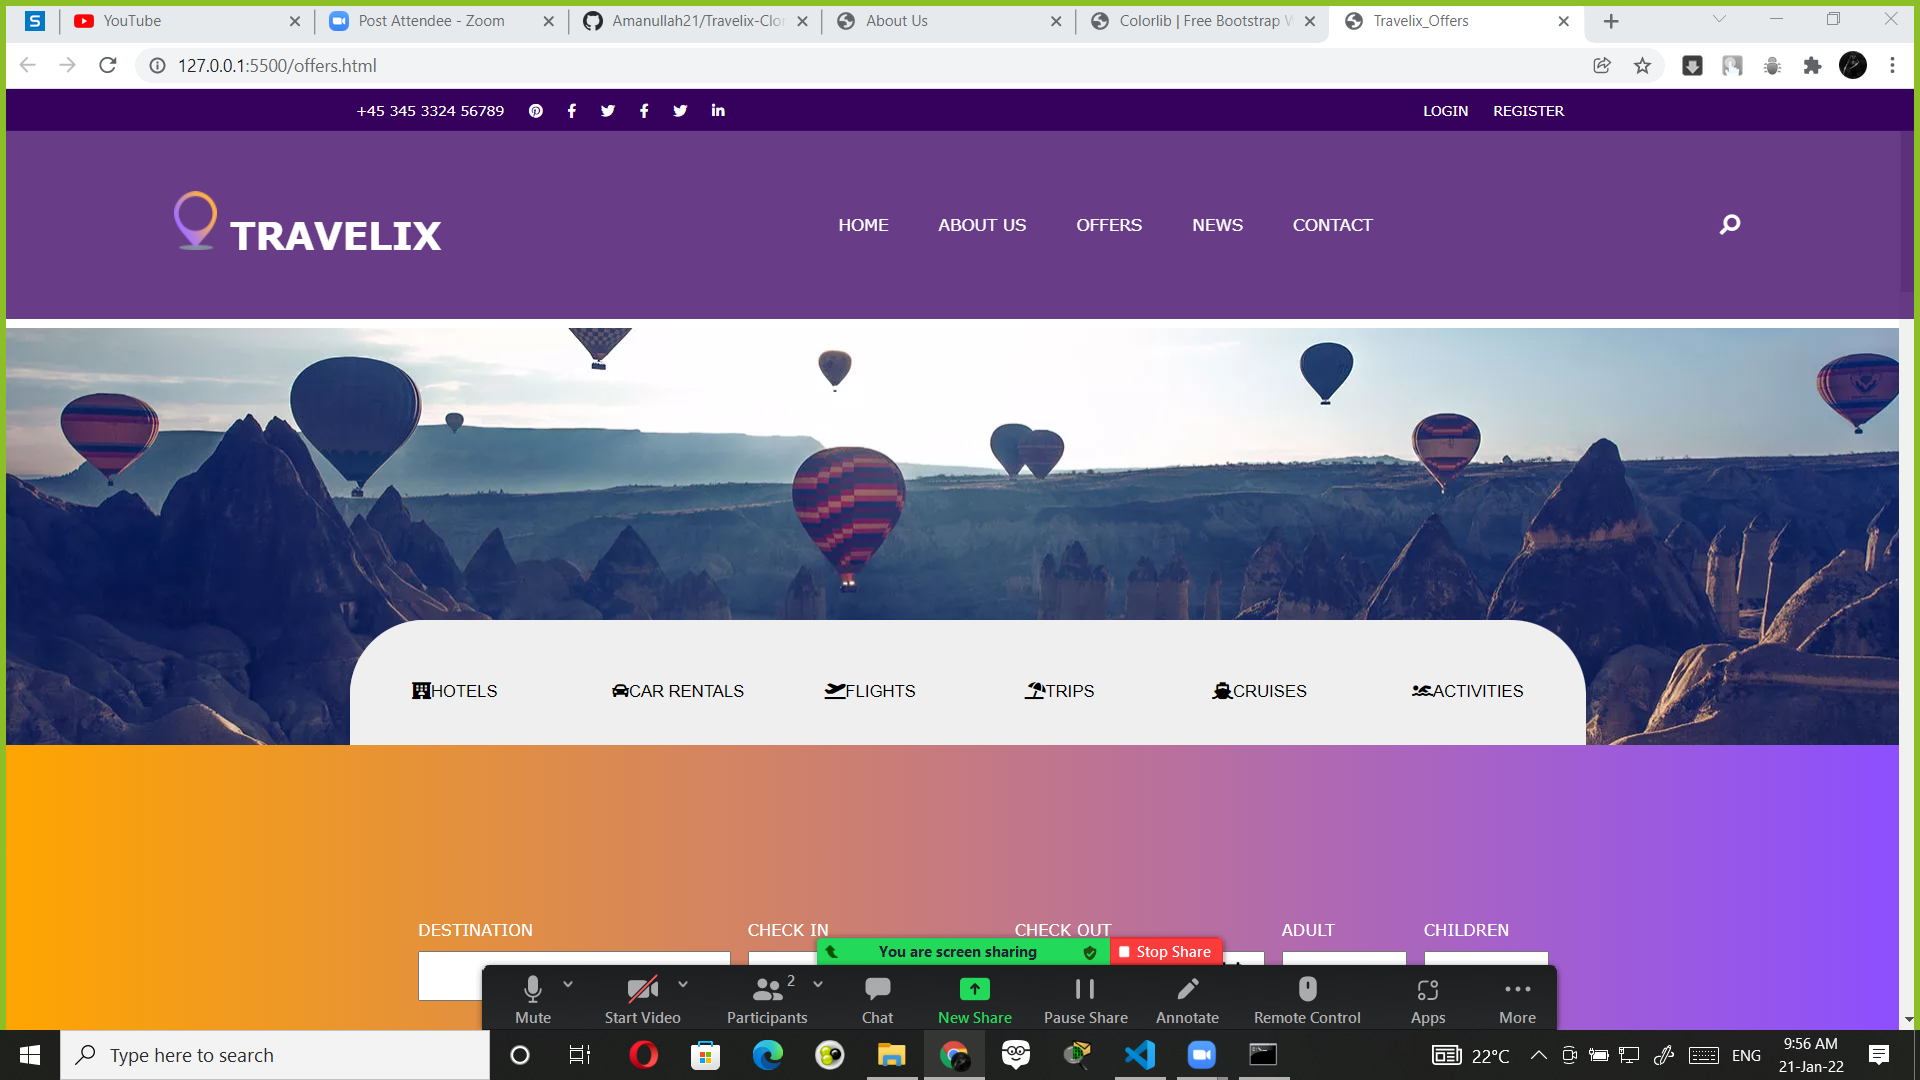 S YouTube Post Attendee - Zoom Amanullah21/Travelix-Clo About Us Colorlib | Free Bootstrap Travelix_Offers
127.0.0.1:5500/offers.html
+45 345 3324 56789 LOGIN REGISTER
TRAVELIX HOME ABOUT US OFFERS NEWS CONTACT
HOTELS CAR RENTALS FLIGHTS TRIPS CRUISES ACTIVITIES
DESTINATION CHECK IN CHECK OUT ADULT CHILDREN
You are screen sharing Stop Share
2
Mute Start Video Participants Chat New Share Pause Share Annotate Remote Control Apps More
Type here to search 22°C ENG 9:56 AM
21-Jan-22